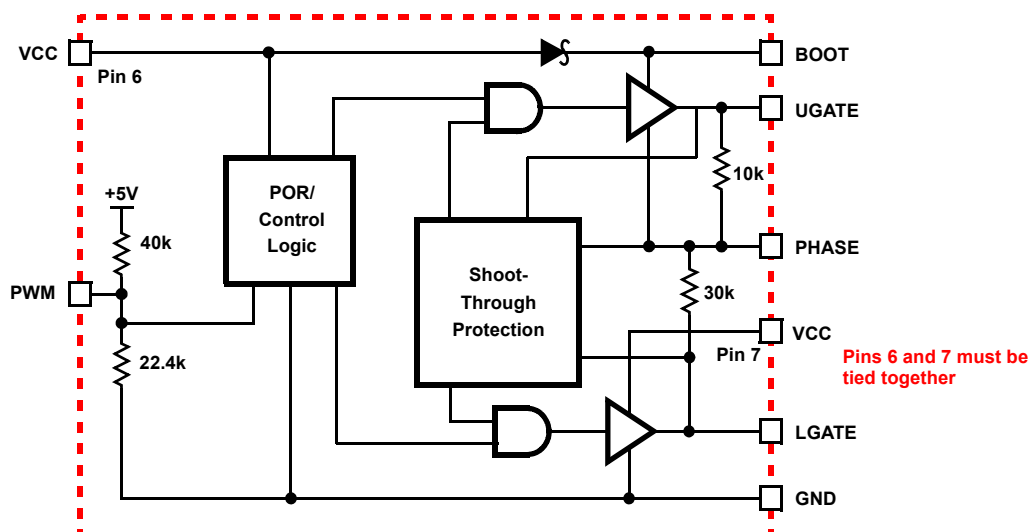 VCC
Pin 6
BOOT
UGATE
10k
POR/
Control
Logic
+5V
40k
PWM
22.4k
Shoot-
Through
Protection
PHASE
30k
VCC
Pin 7
Pins 6 and 7 must be
tied together
LGATE
GND